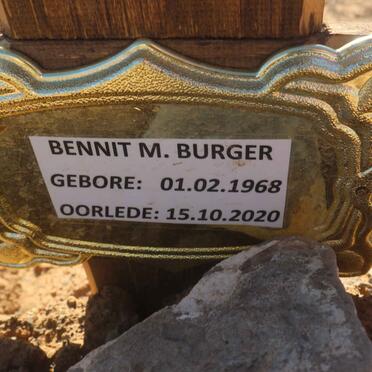 BENNIT M. BURGER
GEBORE: 01.02.1968
OORLEDE: 15.10.2020